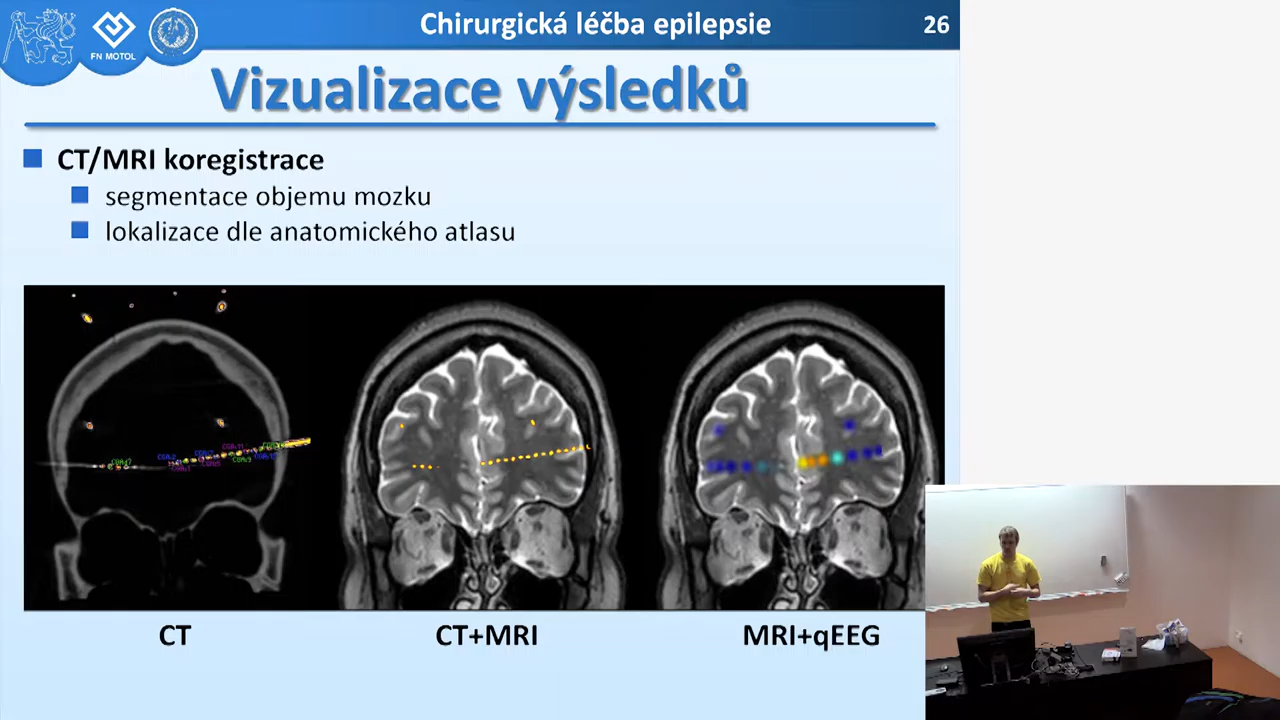 FN MOTOL
Chirurgická léčba epilepsie
26
Vizualizace výsledků
CT/MRI koregistrace
segmentace objemu mozku
lokalizace dle anatomického atlasu
CT
CT+MRI
MRI+qEEG